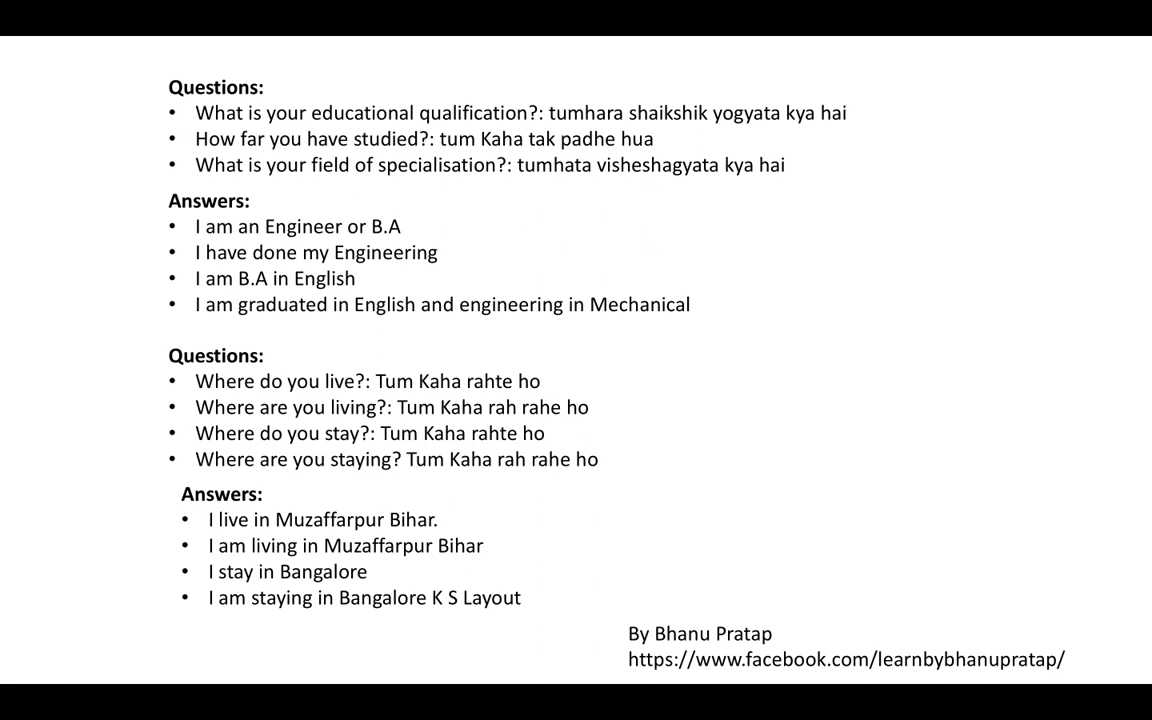 Questions:
• What is your educational qualification?: tumhara shaikshik yogyata kya hai
• How far you have studied?: tum Kaha tak padhe hua
• What is your field of specialisation?: tumhata visheshagyata kya hai
Answers:
• I am an Engineer or B.A
• I have done my Engineering
• I am B.A in English
• I am graduated in English and engineering in Mechanical
Questions:
• Where do you live?: Tum Kaha rahte ho
• Where are you living?: Tum Kaha rah rahe ho
• Where do you stay?: Tum Kaha rahte ho
• Where are you staying? Tum Kaha rah rahe ho
Answers:
• I live in Muzaffarpur Bihar.
• I am living in Muzaffarpur Bihar
• I stay in Bangalore
• I am staying in Bangalore K S Layout
By Bhanu Pratap
https://www.facebook.com/learnbybhanupratap/